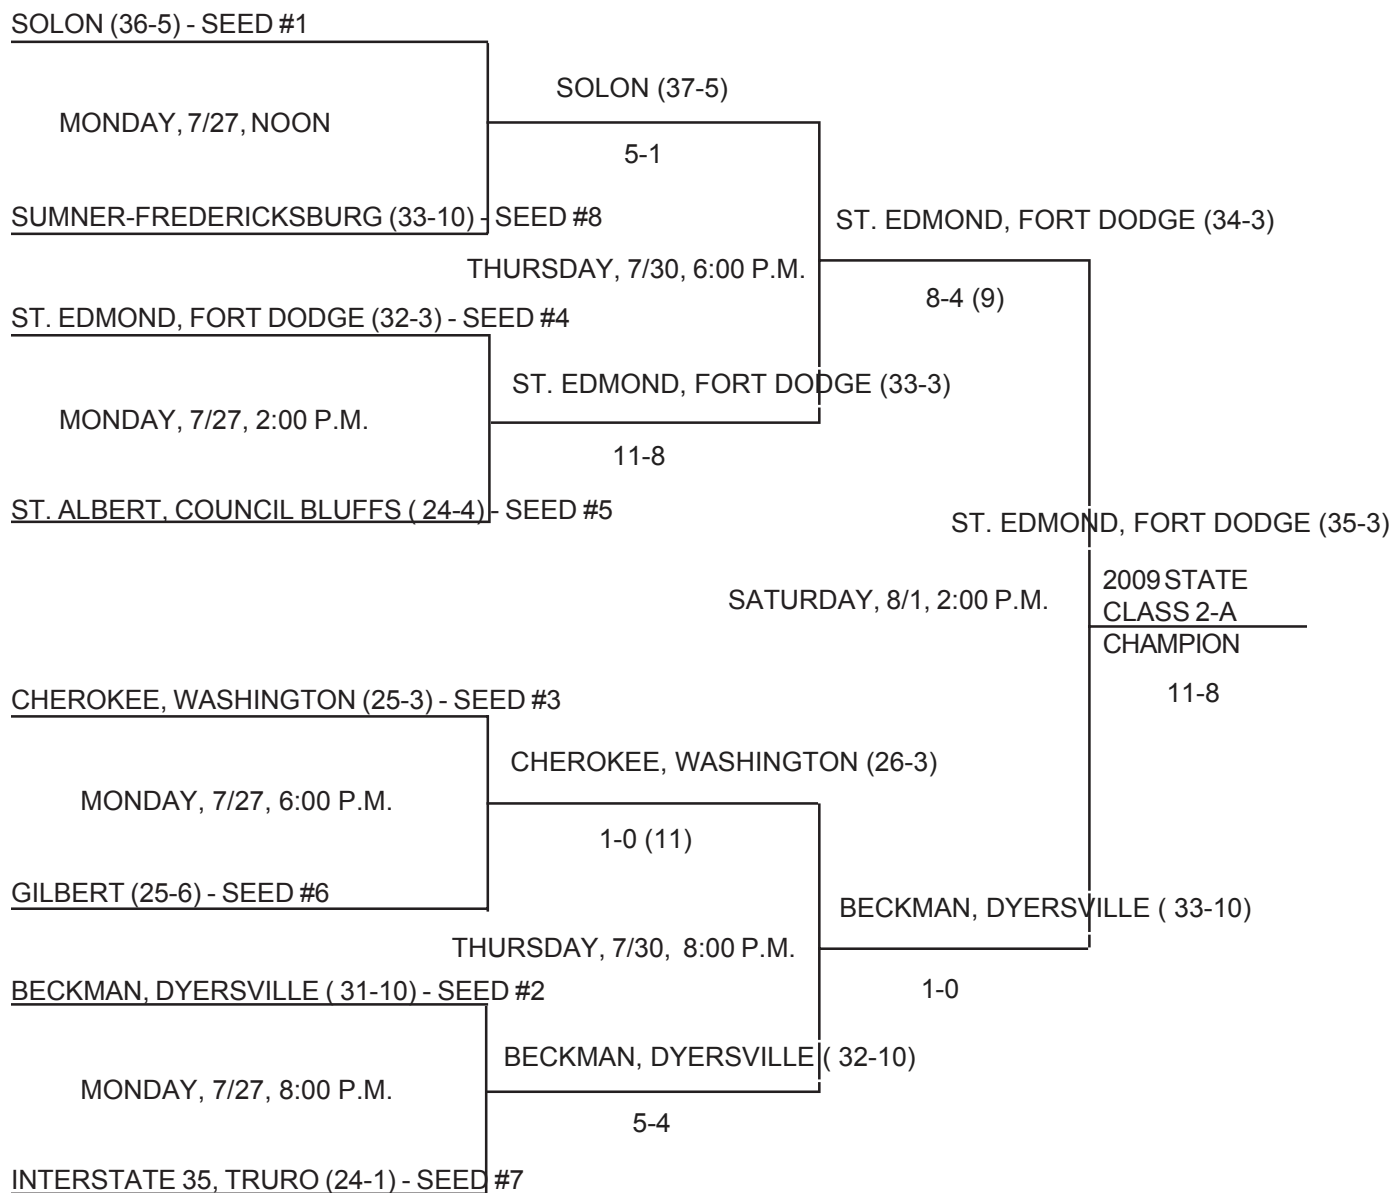 SOLON (36-5) - SEED #1
SOLON (37-5)
MONDAY, 7/27, NOON
5-1
SUMNER-FREDERICKSBURG (33-10) - SEED #8
ST. EDMOND, FORT DODGE (34-3)
THURSDAY, 7/30, 6:00 P.M.
8-4 (9)
ST. EDMOND, FORT DODGE (32-3) - SEED #4
ST. EDMOND, FORT DODGE (33-3)
MONDAY, 7/27, 2:00 P.M.
11-8
ST. ALBERT, COUNCIL BLUFFS ( 24-4) - SEED #5
ST. EDMOND, FORT DODGE (35-3)
SATURDAY, 8/1, 2:00 P.M.
2009 STATE
CLASS 2-A
CHAMPION
11-8
CHEROKEE, WASHINGTON (25-3) - SEED #3
CHEROKEE, WASHINGTON (26-3)
MONDAY, 7/27, 6:00 P.M.
1-0 (11)
GILBERT (25-6) - SEED #6
BECKMAN, DYERSVILLE ( 33-10)
THURSDAY, 7/30, 8:00 P.M.
1-0
BECKMAN, DYERSVILLE ( 31-10) - SEED #2
BECKMAN, DYERSVILLE ( 32-10)
MONDAY, 7/27, 8:00 P.M.
5-4
INTERSTATE 35, TRURO (24-1) - SEED #7